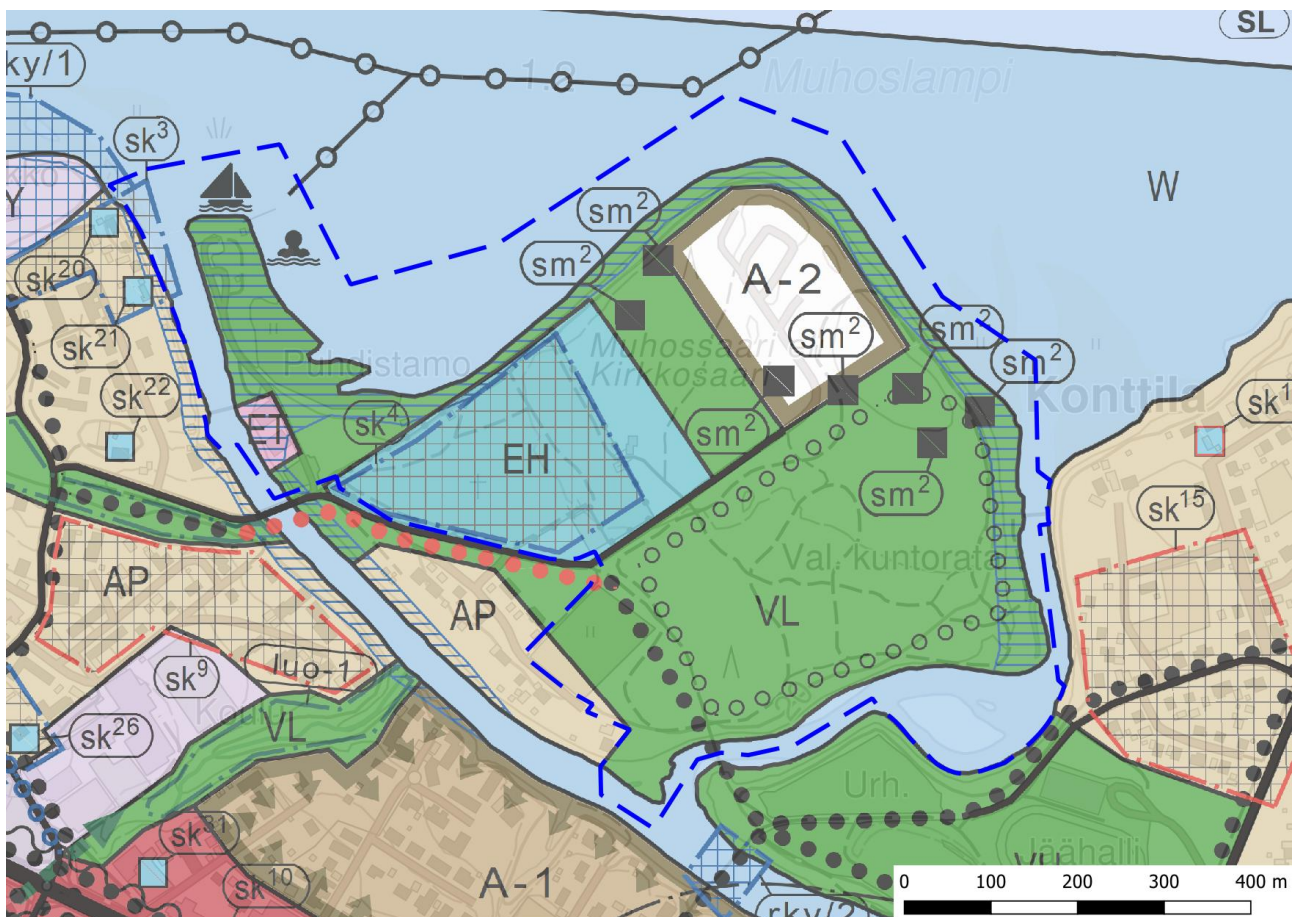 SL
ky/1
1.2
Muhoslampi
sk³
W
sm²
Y
sm²
sk²⁰
A-2
sm²
sm²
sm²
sk²¹
Puhdistamo
Muhossaari
Kirkkosaari
Konttila
sk²²
sk⁴
sk¹
ET
EH
sm²
sm²
sk¹⁵
Val. kuntorata
AP
AP
VL
sk⁹
luo-1
VL
sk²⁶
Urh.
Jäähalli
sk³¹
sk¹⁰
A-1
rky/2
0 100 200 300 400 m